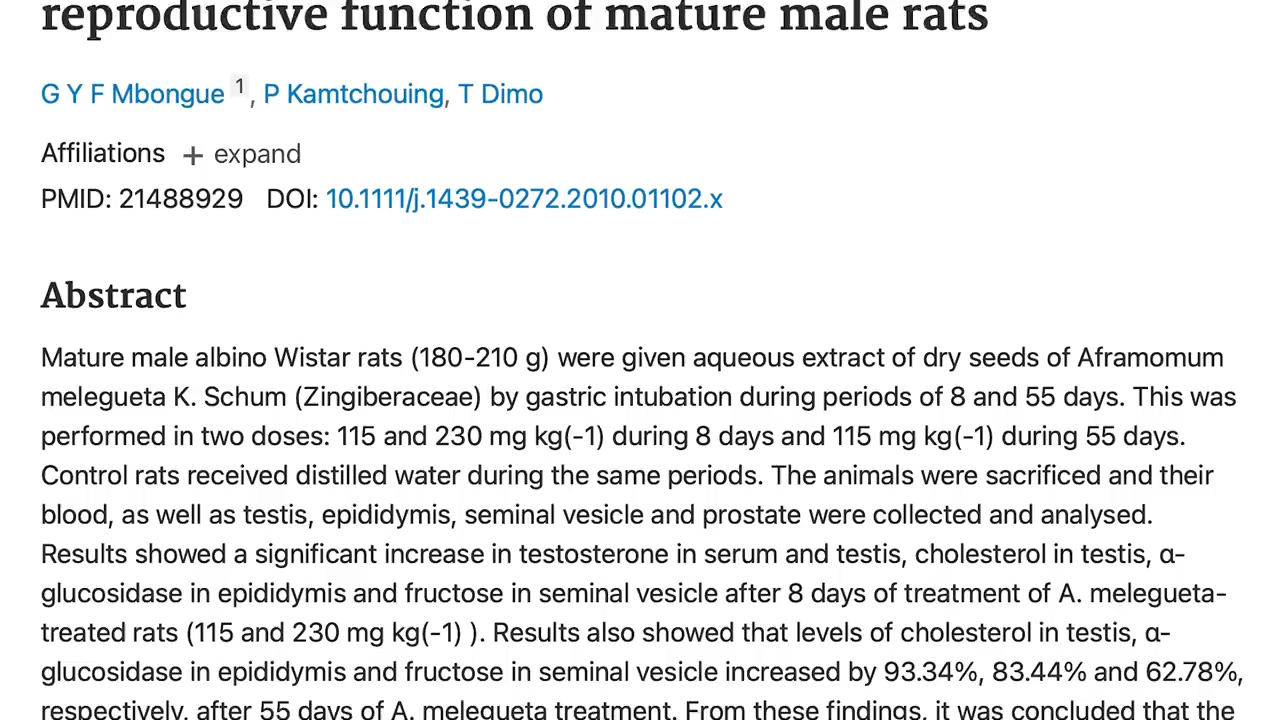 reproductive function of mature male rats
G Y F Mbongue 1, P Kamtchouing, T Dimo
Affiliations + expand
PMID: 21488929 DOI: 10.1111/j.1439-0272.2010.01102.x
Abstract
Mature male albino Wistar rats (180-210 g) were given aqueous extract of dry seeds of Aframomum
melegueta K. Schum (Zingiberaceae) by gastric intubation during periods of 8 and 55 days. This was
performed in two doses: 115 and 230 mg kg(-1) during 8 days and 115 mg kg(-1) during 55 days.
Control rats received distilled water during the same periods. The animals were sacrificed and their
blood, as well as testis, epididymis, seminal vesicle and prostate were collected and analysed.
Results showed a significant increase in testosterone in serum and testis, cholesterol in testis, α-
glucosidase in epididymis and fructose in seminal vesicle after 8 days of treatment of A. melegueta-
treated rats (115 and 230 mg kg(-1) ). Results also showed that levels of cholesterol in testis, α-
glucosidase in epididymis and fructose in seminal vesicle increased by 93.34%, 83.44% and 62.78%,
respectively, after 55 days of A. melegueta treatment. From these findings, it was concluded that the